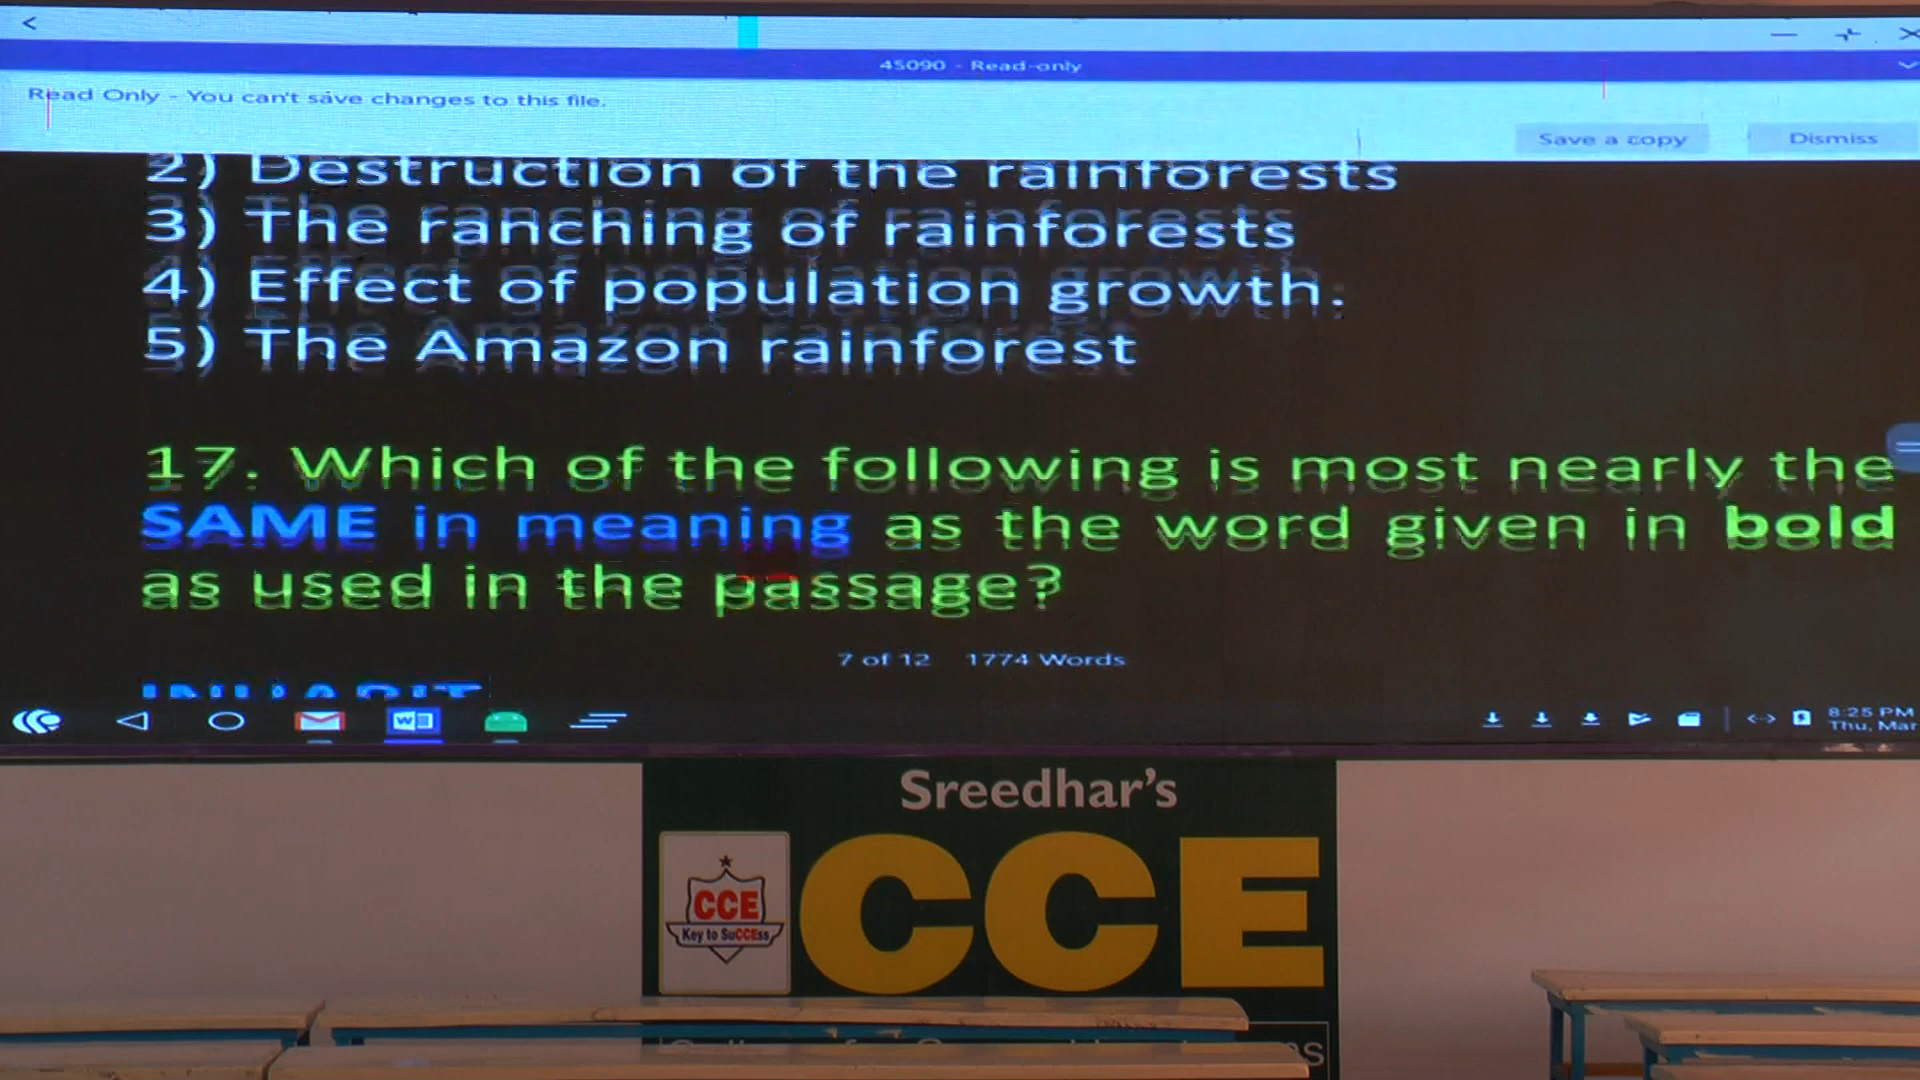 45090 - Read-only
Read Only - You can't save changes to this file.
Save a copy
Dismiss
2) Destruction of the rainforests
3) The ranching of rainforests
4) Effect of population growth.
5) The Amazon rainforest
17. Which of the following is most nearly the
SAME in meaning as the word given in bold
as used in the passage?
7 of 12 1774 Words
INHABIT
8:25 PM
Thu, Mar
Sreedhar's
CCE
CCE
Key to SuCCEss